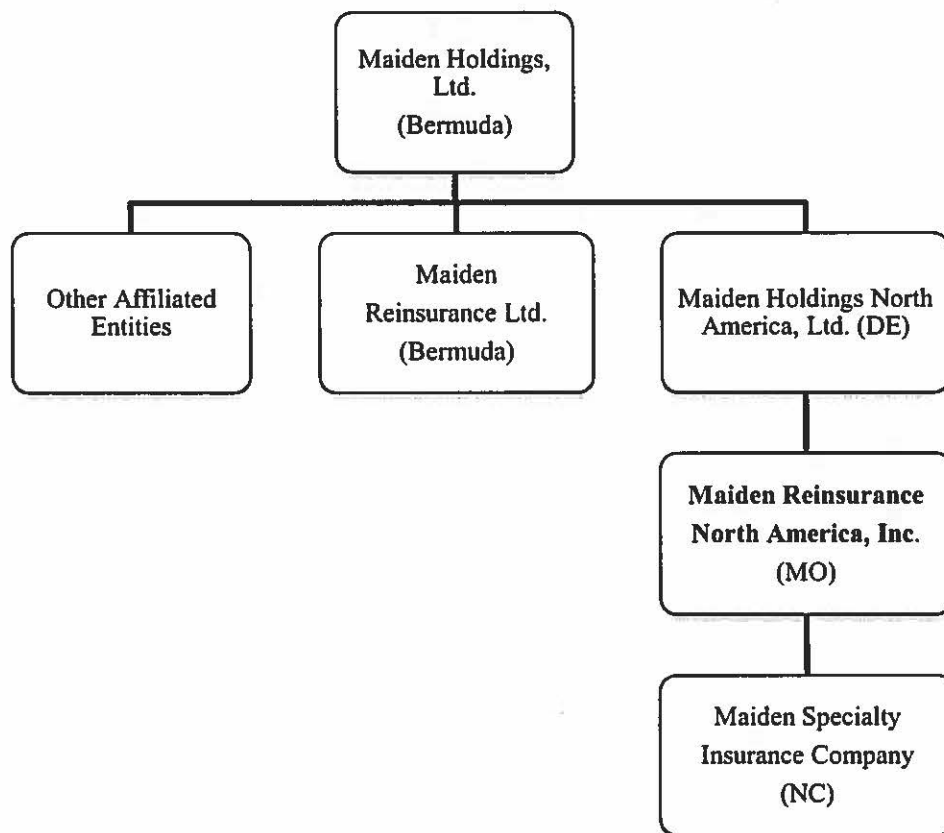 Maiden Holdings,
Ltd.
(Bermuda)
Other Affiliated
Entities
Maiden
Reinsurance Ltd.
(Bermuda)
Maiden Holdings North
America, Ltd. (DE)
Maiden Reinsurance
North America, Inc.
(MO)
Maiden Specialty
Insurance Company
(NC)